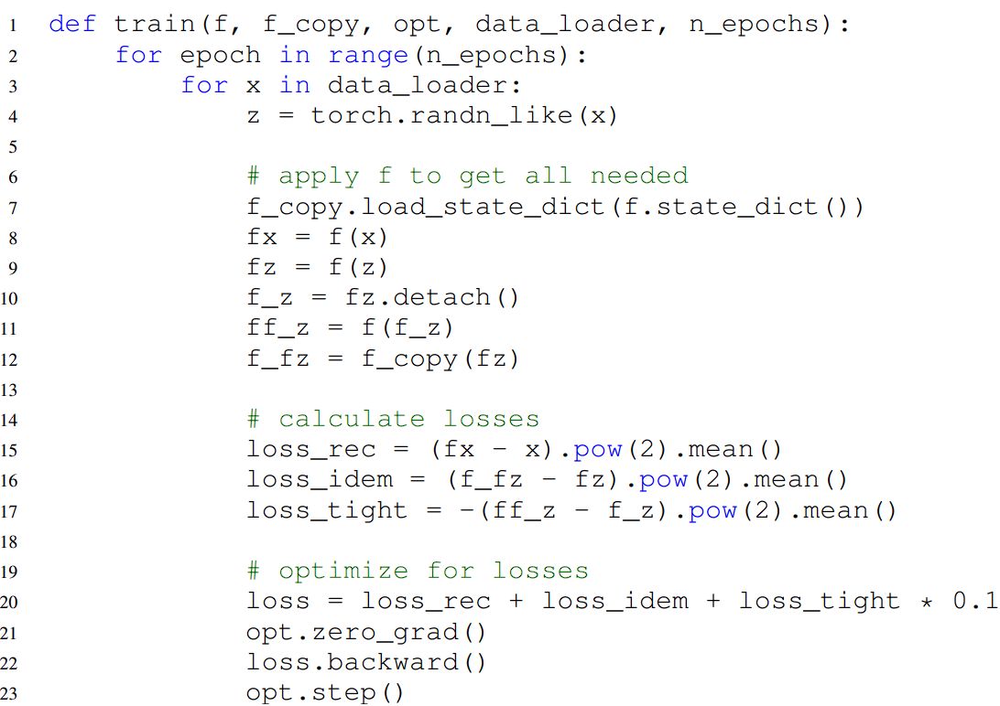 1 def train(f, f_copy, opt, data_loader, n_epochs):
2 for epoch in range(n_epochs):
3 for x in data_loader:
4 z = torch.randn_like(x)
5
6 # apply f to get all needed
7 f_copy.load_state_dict(f.state_dict())
8 fx = f(x)
9 fz = f(z)
10 f_z = fz.detach()
11 ff_z = f(f_z)
12 f_fz = f_copy(fz)
13
14 # calculate losses
15 loss_rec = (fx - x).pow(2).mean()
16 loss_idem = (f_fz - fz).pow(2).mean()
17 loss_tight = -(ff_z - f_z).pow(2).mean()
18
19 # optimize for losses
20 loss = loss_rec + loss_idem + loss_tight * 0.1
21 opt.zero_grad()
22 loss.backward()
23 opt.step()